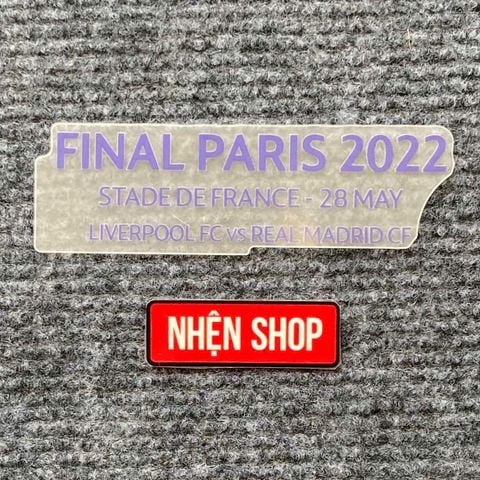 FINAL PARIS 2022
STADE DE FRANCE - 28 MAY
LIVERPOOL FC vs REAL MADRID CF
NHỆN SHOP